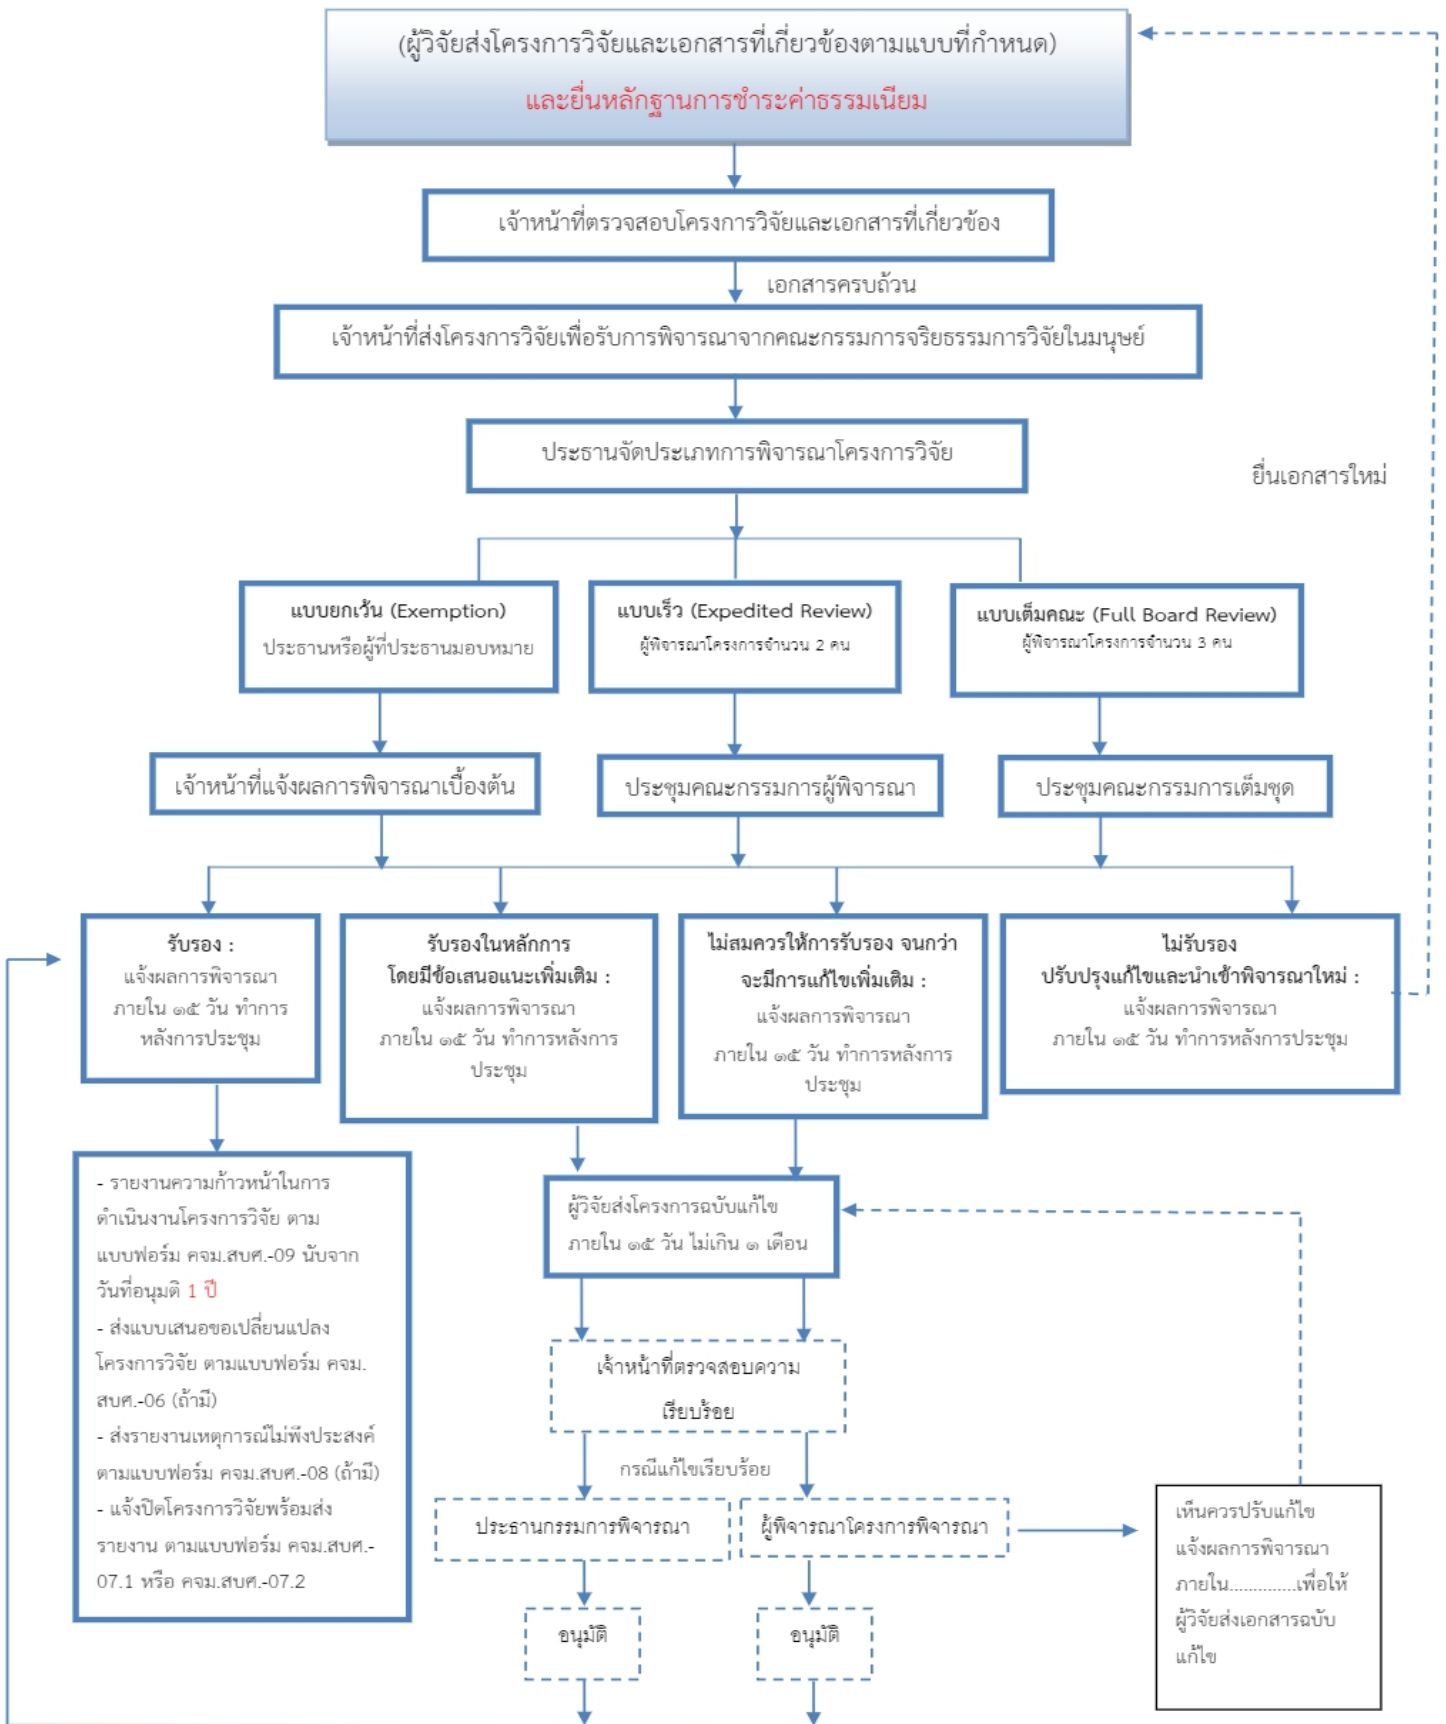 (ผู้วิจัยส่งโครงการวิจัยและเอกสารที่เกี่ยวข้องตามแบบที่กำหนด)
และยื่นหลักฐานการชำระค่าธรรมเนียม
เจ้าหน้าที่ตรวจสอบโครงการวิจัยและเอกสารที่เกี่ยวข้อง
เอกสารครบถ้วน
เจ้าหน้าที่ส่งโครงการวิจัยเพื่อรับการพิจารณาจากคณะกรรมการจริยธรรมการวิจัยในมนุษย์
ประธานจัดประเภทการพิจารณาโครงการวิจัย
ยื่นเอกสารใหม่
แบบยกเว้น (Exemption)
ประธานหรือผู้ที่ประธานมอบหมาย
แบบเร็ว (Expedited Review)
ผู้พิจารณาโครงการจำนวน 2 คน
แบบเต็มคณะ (Full Board Review)
ผู้พิจารณาโครงการจำนวน 3 คน
เจ้าหน้าที่แจ้งผลการพิจารณาเบื้องต้น
ประชุมคณะกรรมการผู้พิจารณา
ประชุมคณะกรรมการเต็มชุด
รับรอง :
แจ้งผลการพิจารณา
ภายใน ๑๕ วัน ทำการ
หลังการประชุม
รับรองในหลักการ
โดยมีข้อเสนอแนะเพิ่มเติม :
แจ้งผลการพิจารณา
ภายใน ๑๕ วัน ทำการหลังการ
ประชุม
ไม่สมควรให้การรับรอง จนกว่า
จะมีการแก้ไขเพิ่มเติม :
แจ้งผลการพิจารณา
ภายใน ๑๕ วัน ทำการหลังการ
ประชุม
ไม่รับรอง
ปรับปรุงแก้ไขและนำเข้าพิจารณาใหม่ :
แจ้งผลการพิจารณา
ภายใน ๑๕ วัน ทำการหลังการประชุม
- รายงานความก้าวหน้าในการ
ดำเนินงานโครงการวิจัย ตาม
แบบฟอร์ม คจม.สบศ.-09 นับจาก
วันที่อนุมติ 1 ปี
- ส่งแบบเสนอขอเปลี่ยนแปลง
โครงการวิจัย ตามแบบฟอร์ม คจม.
สบศ.-06 (ถ้ามี)
- ส่งรายงานเหตุการณ์ไม่พึงประสงค์
ตามแบบฟอร์ม คจม.สบศ.-08 (ถ้ามี)
- แจ้งปิดโครงการวิจัยพร้อมส่ง
รายงาน ตามแบบฟอร์ม คจม.สบศ.-
07.1 หรือ คจม.สบศ.-07.2
ผู้วิจัยส่งโครงการฉบับแก้ไข
ภายใน ๑๕ วัน ไม่เกิน ๑ เดือน
เจ้าหน้าที่ตรวจสอบความ
เรียบร้อย
กรณีแก้ไขเรียบร้อย
ประธานกรรมการพิจารณา
ผู้พิจารณาโครงการพิจารณา
อนุมัติ
อนุมัติ
เห็นควรปรับแก้ไข
แจ้งผลการพิจารณา
ภายใน.............เพื่อให้
ผู้วิจัยส่งเอกสารฉบับ
แก้ไข